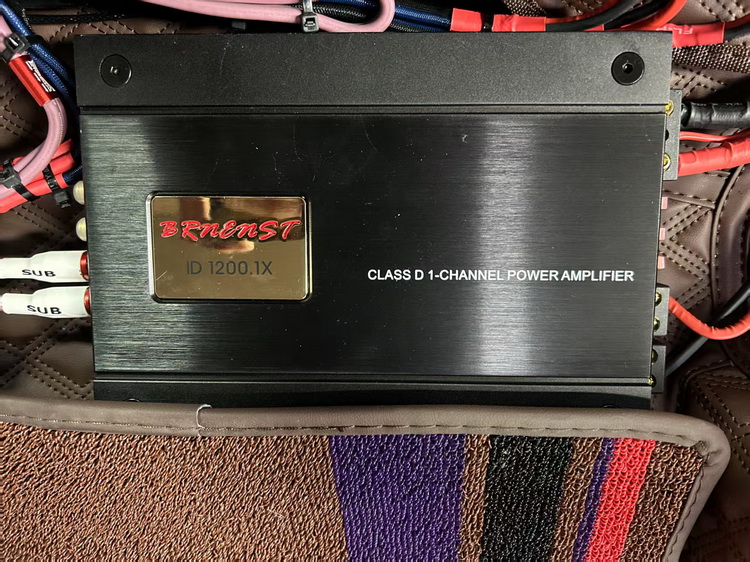 BRNENST
ID 1200.1X
CLASS D 1-CHANNEL POWER AMPLIFIER
SUB
SUB